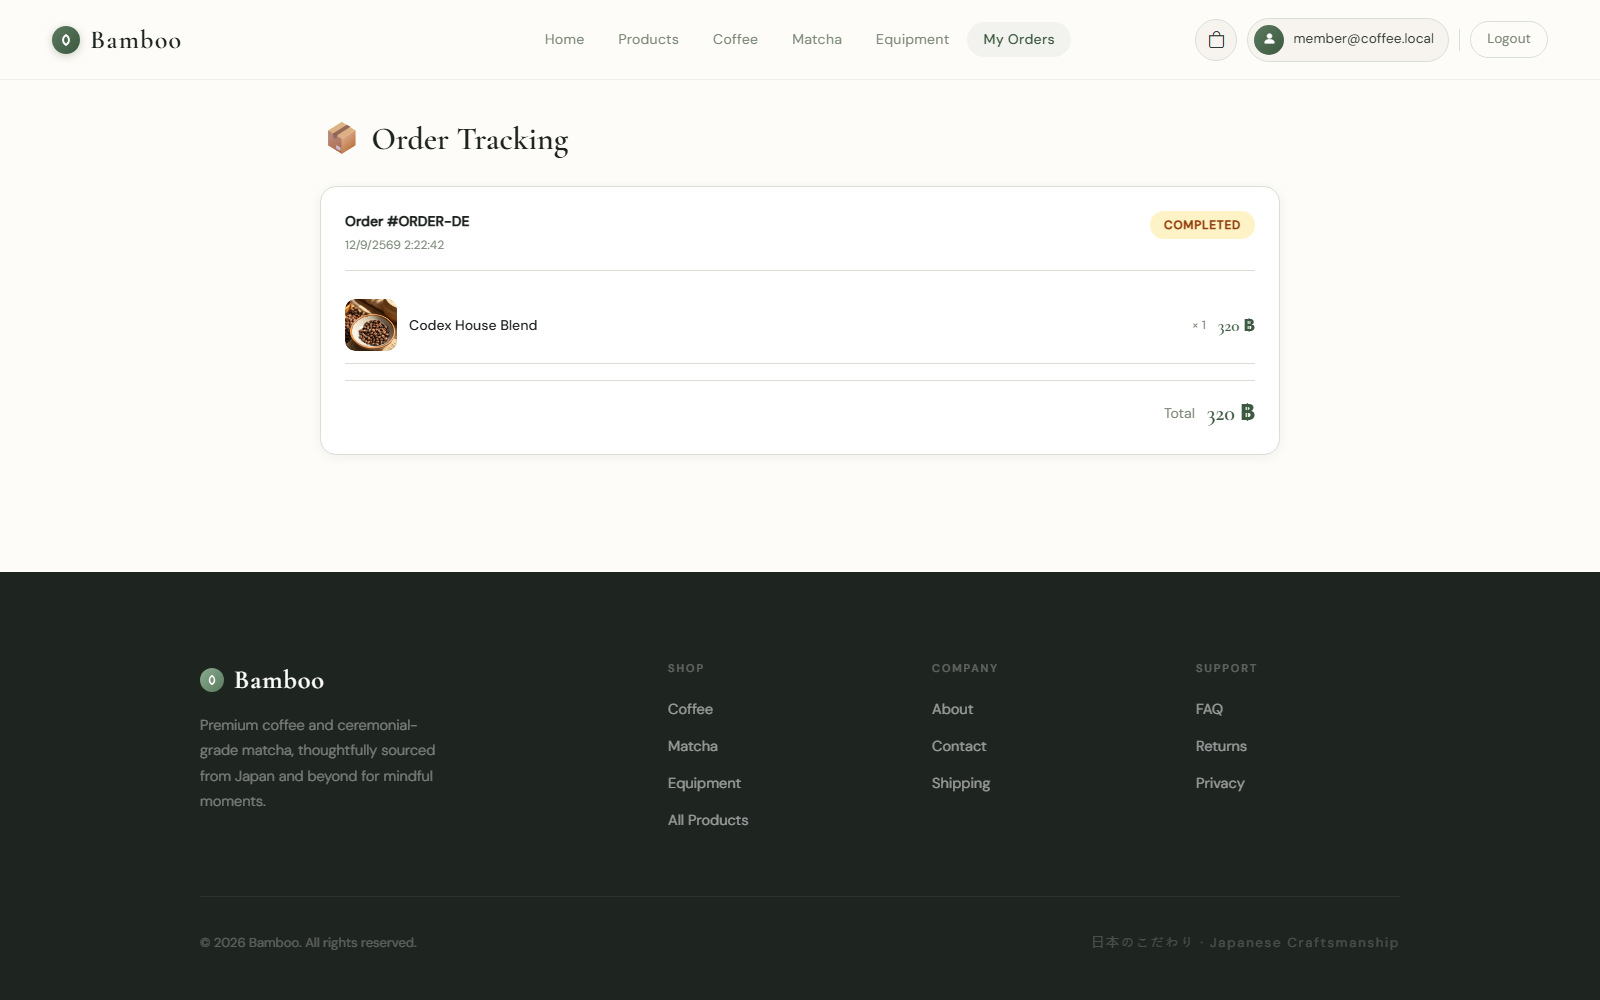 Bamboo
Home Products Coffee Matcha Equipment My Orders
member@coffee.local
Logout
Order Tracking
Order #ORDER-DE
COMPLETED
12/9/2569 2:22:42
Codex House Blend
× 1 320 ฿
Total 320 ฿
Bamboo
Premium coffee and ceremonial-
grade matcha, thoughtfully sourced
from Japan and beyond for mindful
moments.
SHOP
Coffee
Matcha
Equipment
All Products
COMPANY
About
Contact
Shipping
SUPPORT
FAQ
Returns
Privacy
© 2026 Bamboo. All rights reserved.
日本のこだわり · Japanese Craftsmanship